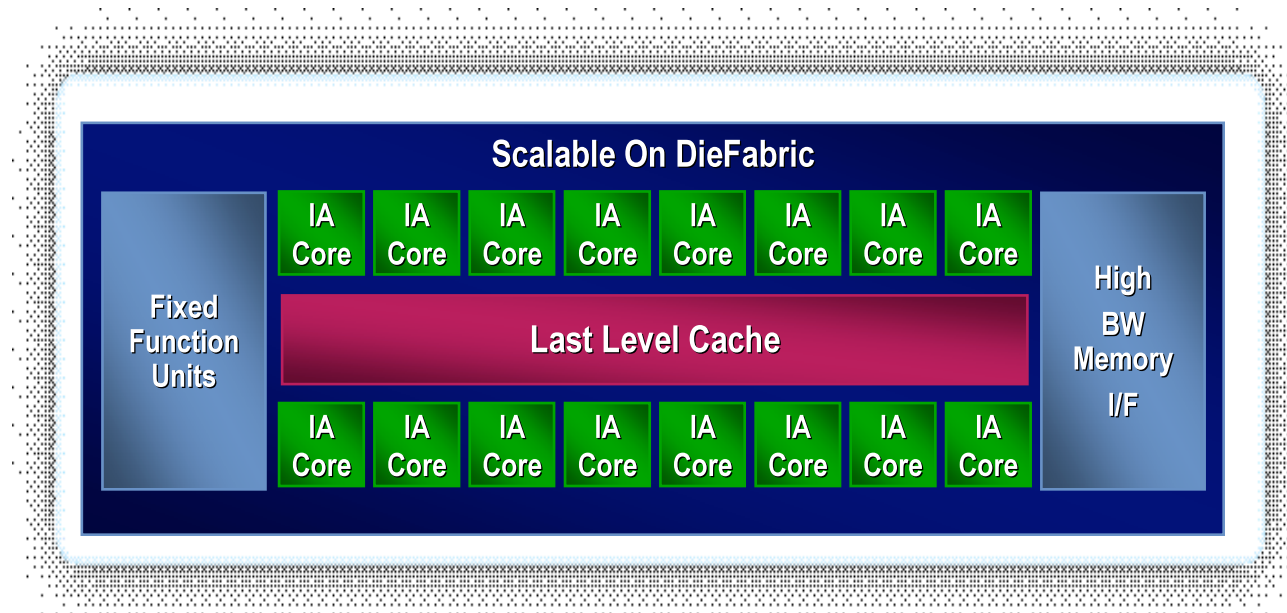 Scalable On DieFabric
IA
Core
IA
Core
IA
Core
IA
Core
IA
Core
IA
Core
IA
Core
IA
Core
Fixed
Function
Units
Last Level Cache
High
BW
Memory
I/F
IA
Core
IA
Core
IA
Core
IA
Core
IA
Core
IA
Core
IA
Core
IA
Core